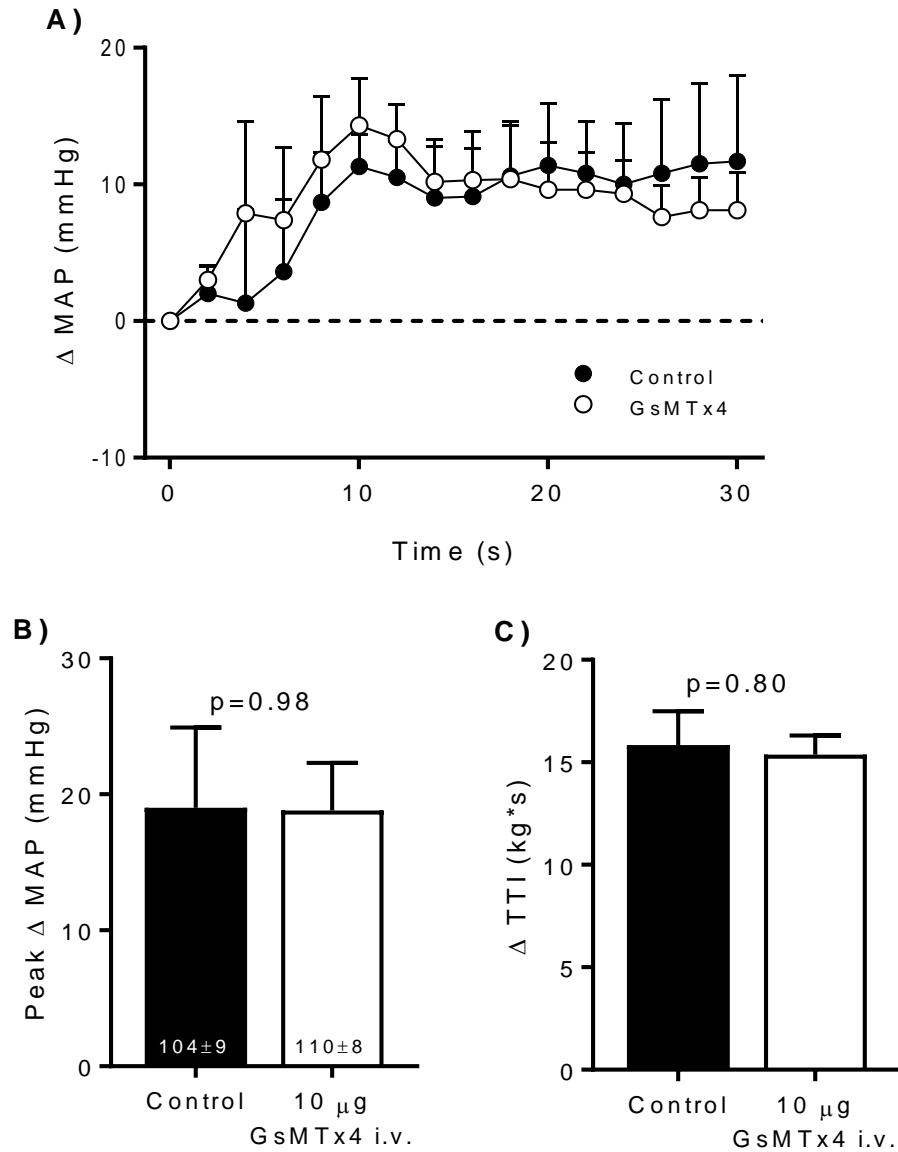 A)
20
10
0
-10
Δ MAP (mmHg)
Control
GsMTx4
0 10 20 30
Time (s)
B)
30
20
10
0
Peak Δ MAP (mmHg)
p=0.98
104±9 110±8
Control 10 μg
GsMTx4 i.v.
C)
20
15
10
5
0
Δ TTI (kg*s)
p=0.80
Control 10 μg
GsMTx4 i.v.